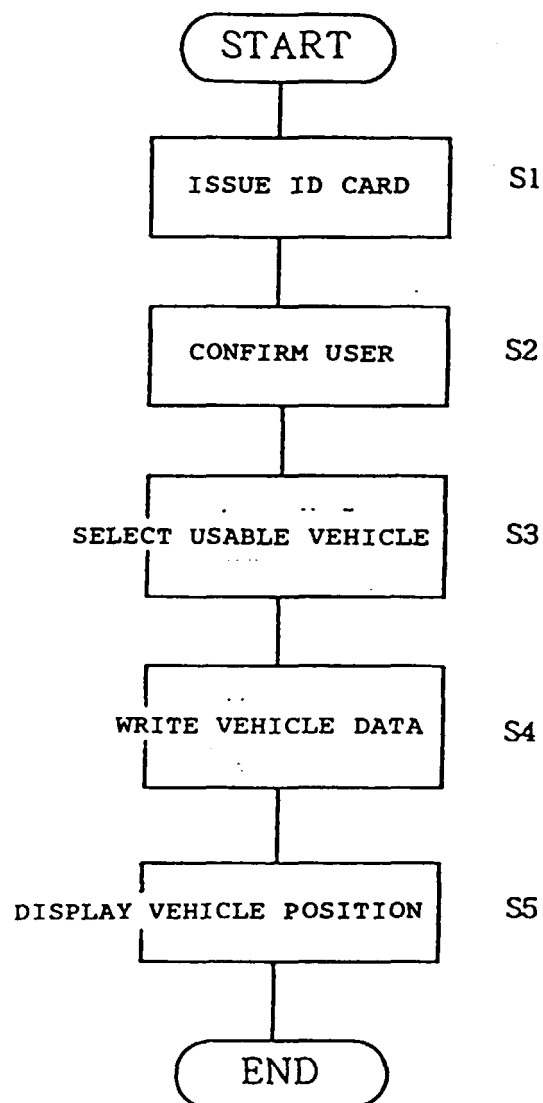 START
ISSUE ID CARD S1
CONFIRM USER S2
SELECT USABLE VEHICLE S3
WRITE VEHICLE DATA S4
DISPLAY VEHICLE POSITION S5
END